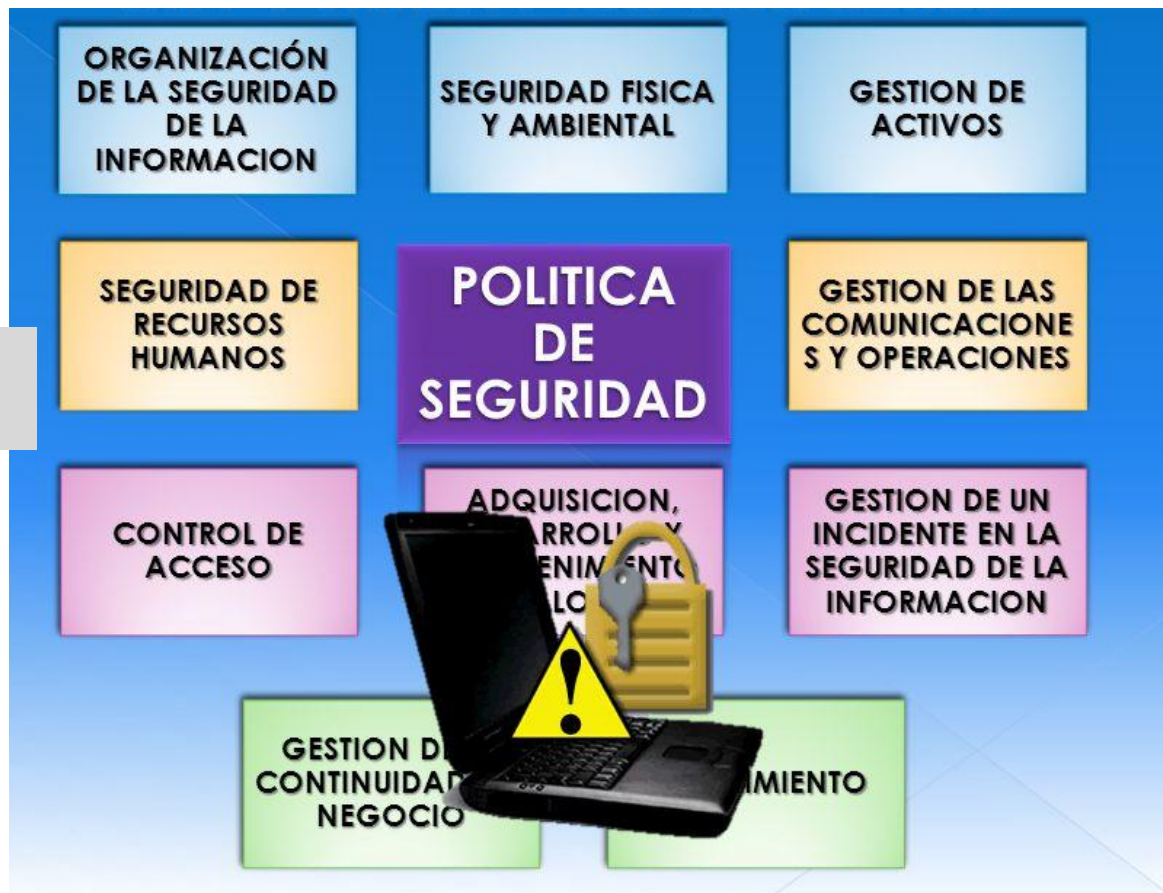 ORGANIZACIÓN
DE LA SEGURIDAD
DE LA
INFORMACION
SEGURIDAD FISICA
Y AMBIENTAL
GESTION DE
ACTIVOS
SEGURIDAD DE
RECURSOS
HUMANOS
POLITICA
DE
SEGURIDAD
GESTION DE LAS
COMUNICACIONE
S Y OPERACIONES
CONTROL DE
ACCESO
ADQUISICION,
Y
GESTION DE UN
INCIDENTE EN LA
SEGURIDAD DE LA
INFORMACION
GESTION
CONTINUIDAD
NEGOCIO